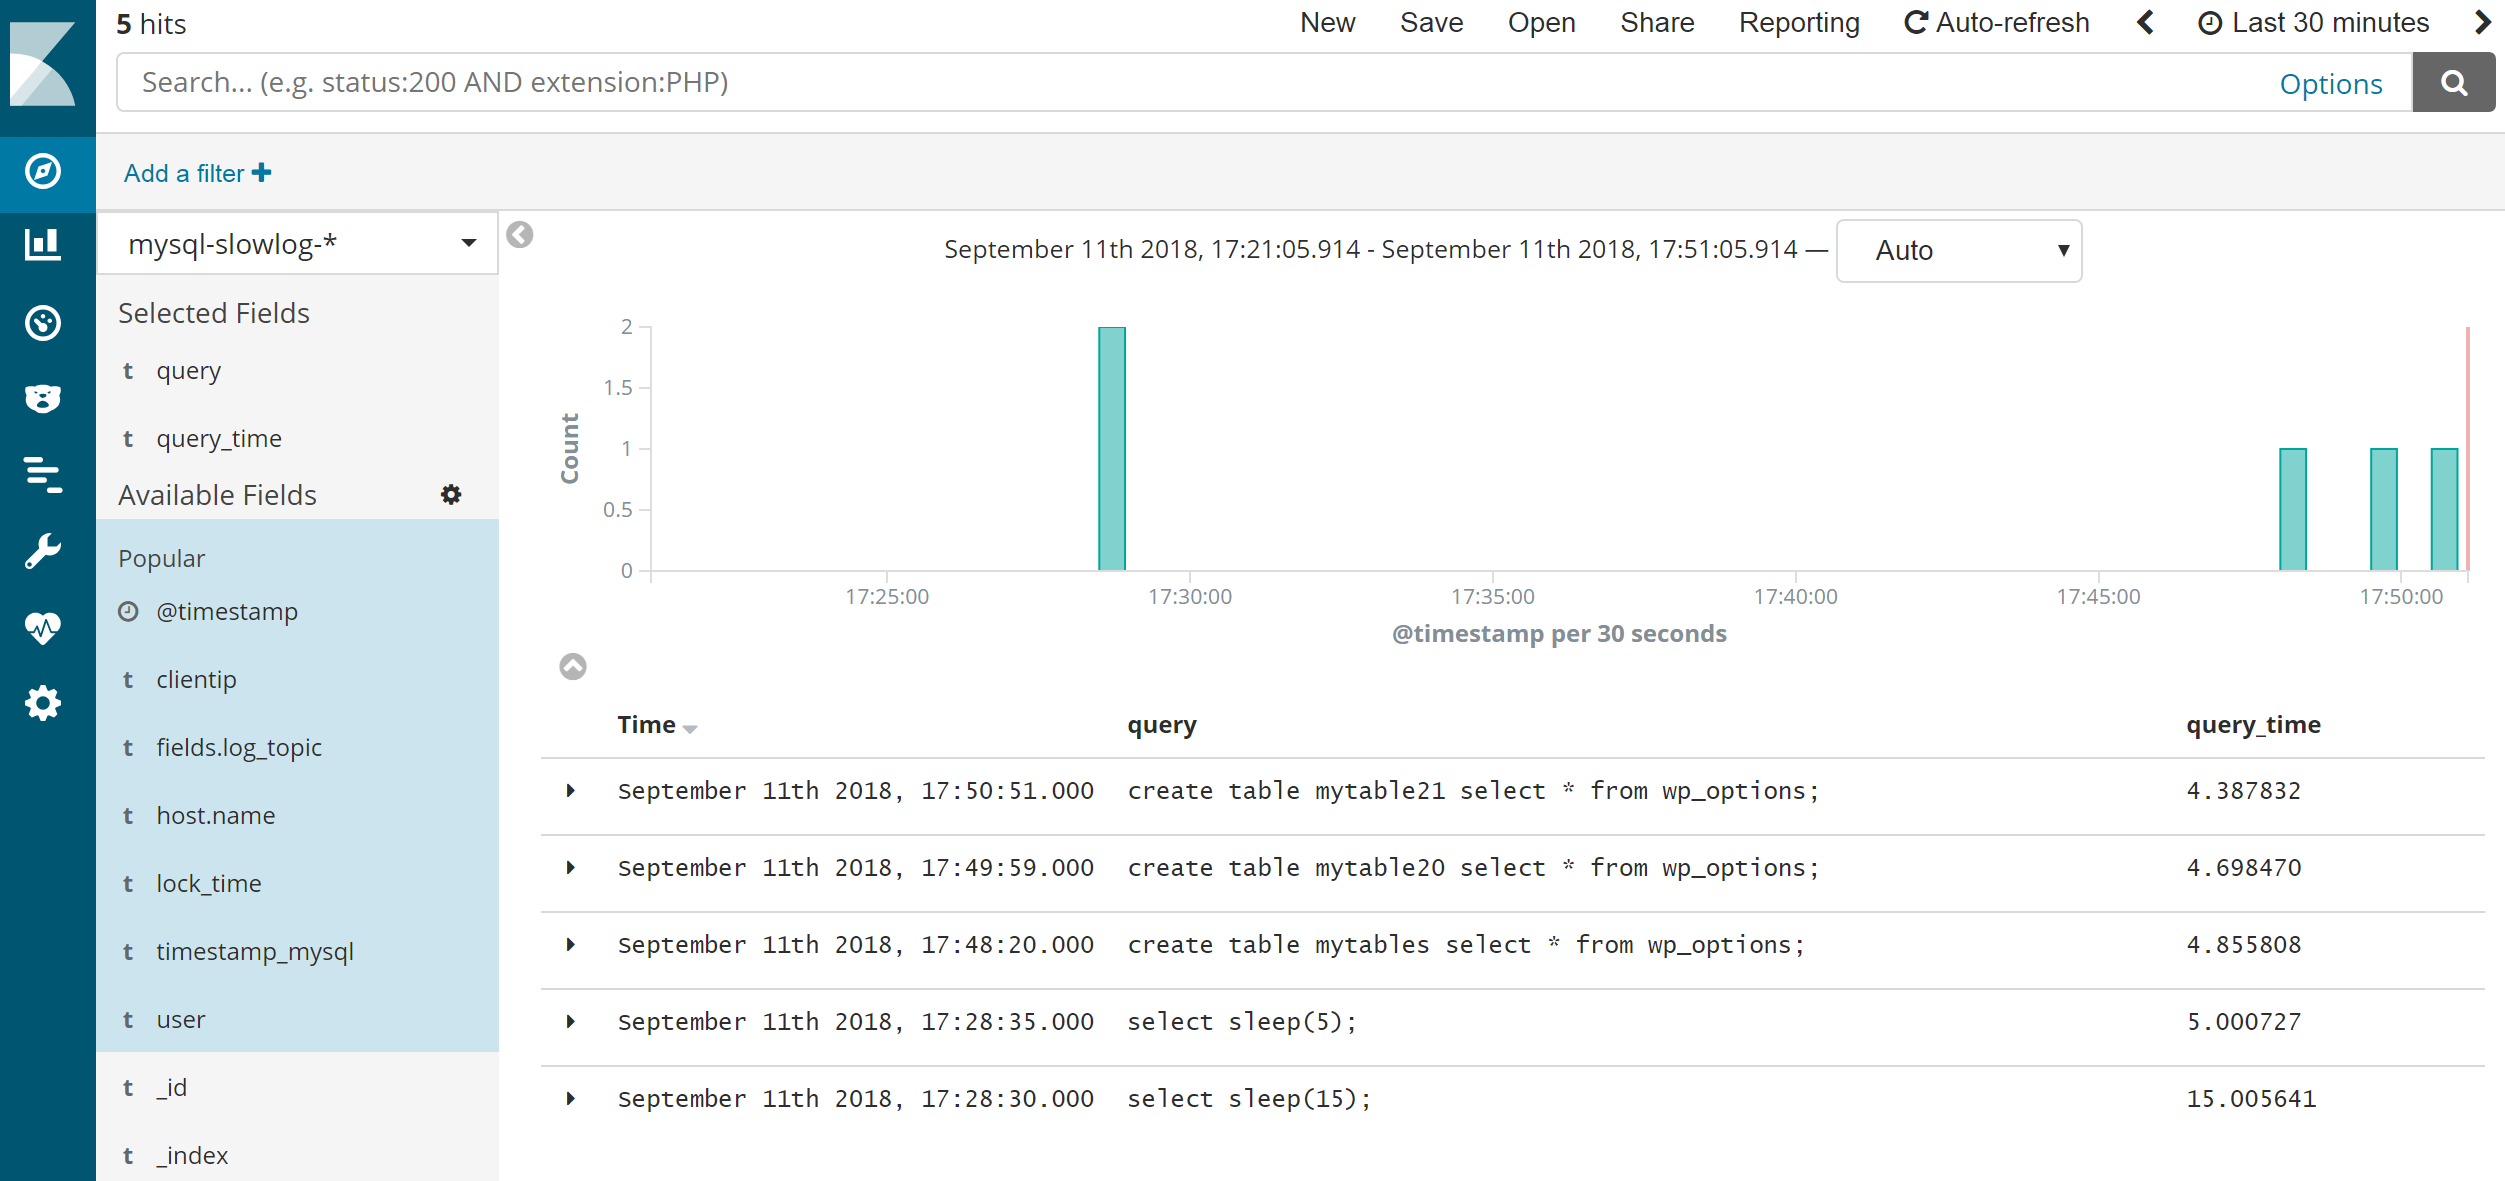 5 hits
New Save Open Share Reporting Auto-refresh Last 30 minutes
Search... (e.g. status:200 AND extension:PHP)
Options
Add a filter
mysql-slowlog-*
Selected Fields
t query
t query_time
Available Fields
Popular
@timestamp
t clientip
t fields.log_topic
t host.name
t lock_time
t timestamp_mysql
t user
t _id
t _index
September 11th 2018, 17:21:05.914 - September 11th 2018, 17:51:05.914 — Auto
Count
2
1.5
1
0.5
0
17:25:00 17:30:00 17:35:00 17:40:00 17:45:00 17:50:00
@timestamp per 30 seconds
Time query query_time
September 11th 2018, 17:50:51.000 create table mytable21 select * from wp_options; 4.387832
September 11th 2018, 17:49:59.000 create table mytable20 select * from wp_options; 4.698470
September 11th 2018, 17:48:20.000 create table mytables select * from wp_options; 4.855808
September 11th 2018, 17:28:35.000 select sleep(5); 5.000727
September 11th 2018, 17:28:30.000 select sleep(15); 15.005641